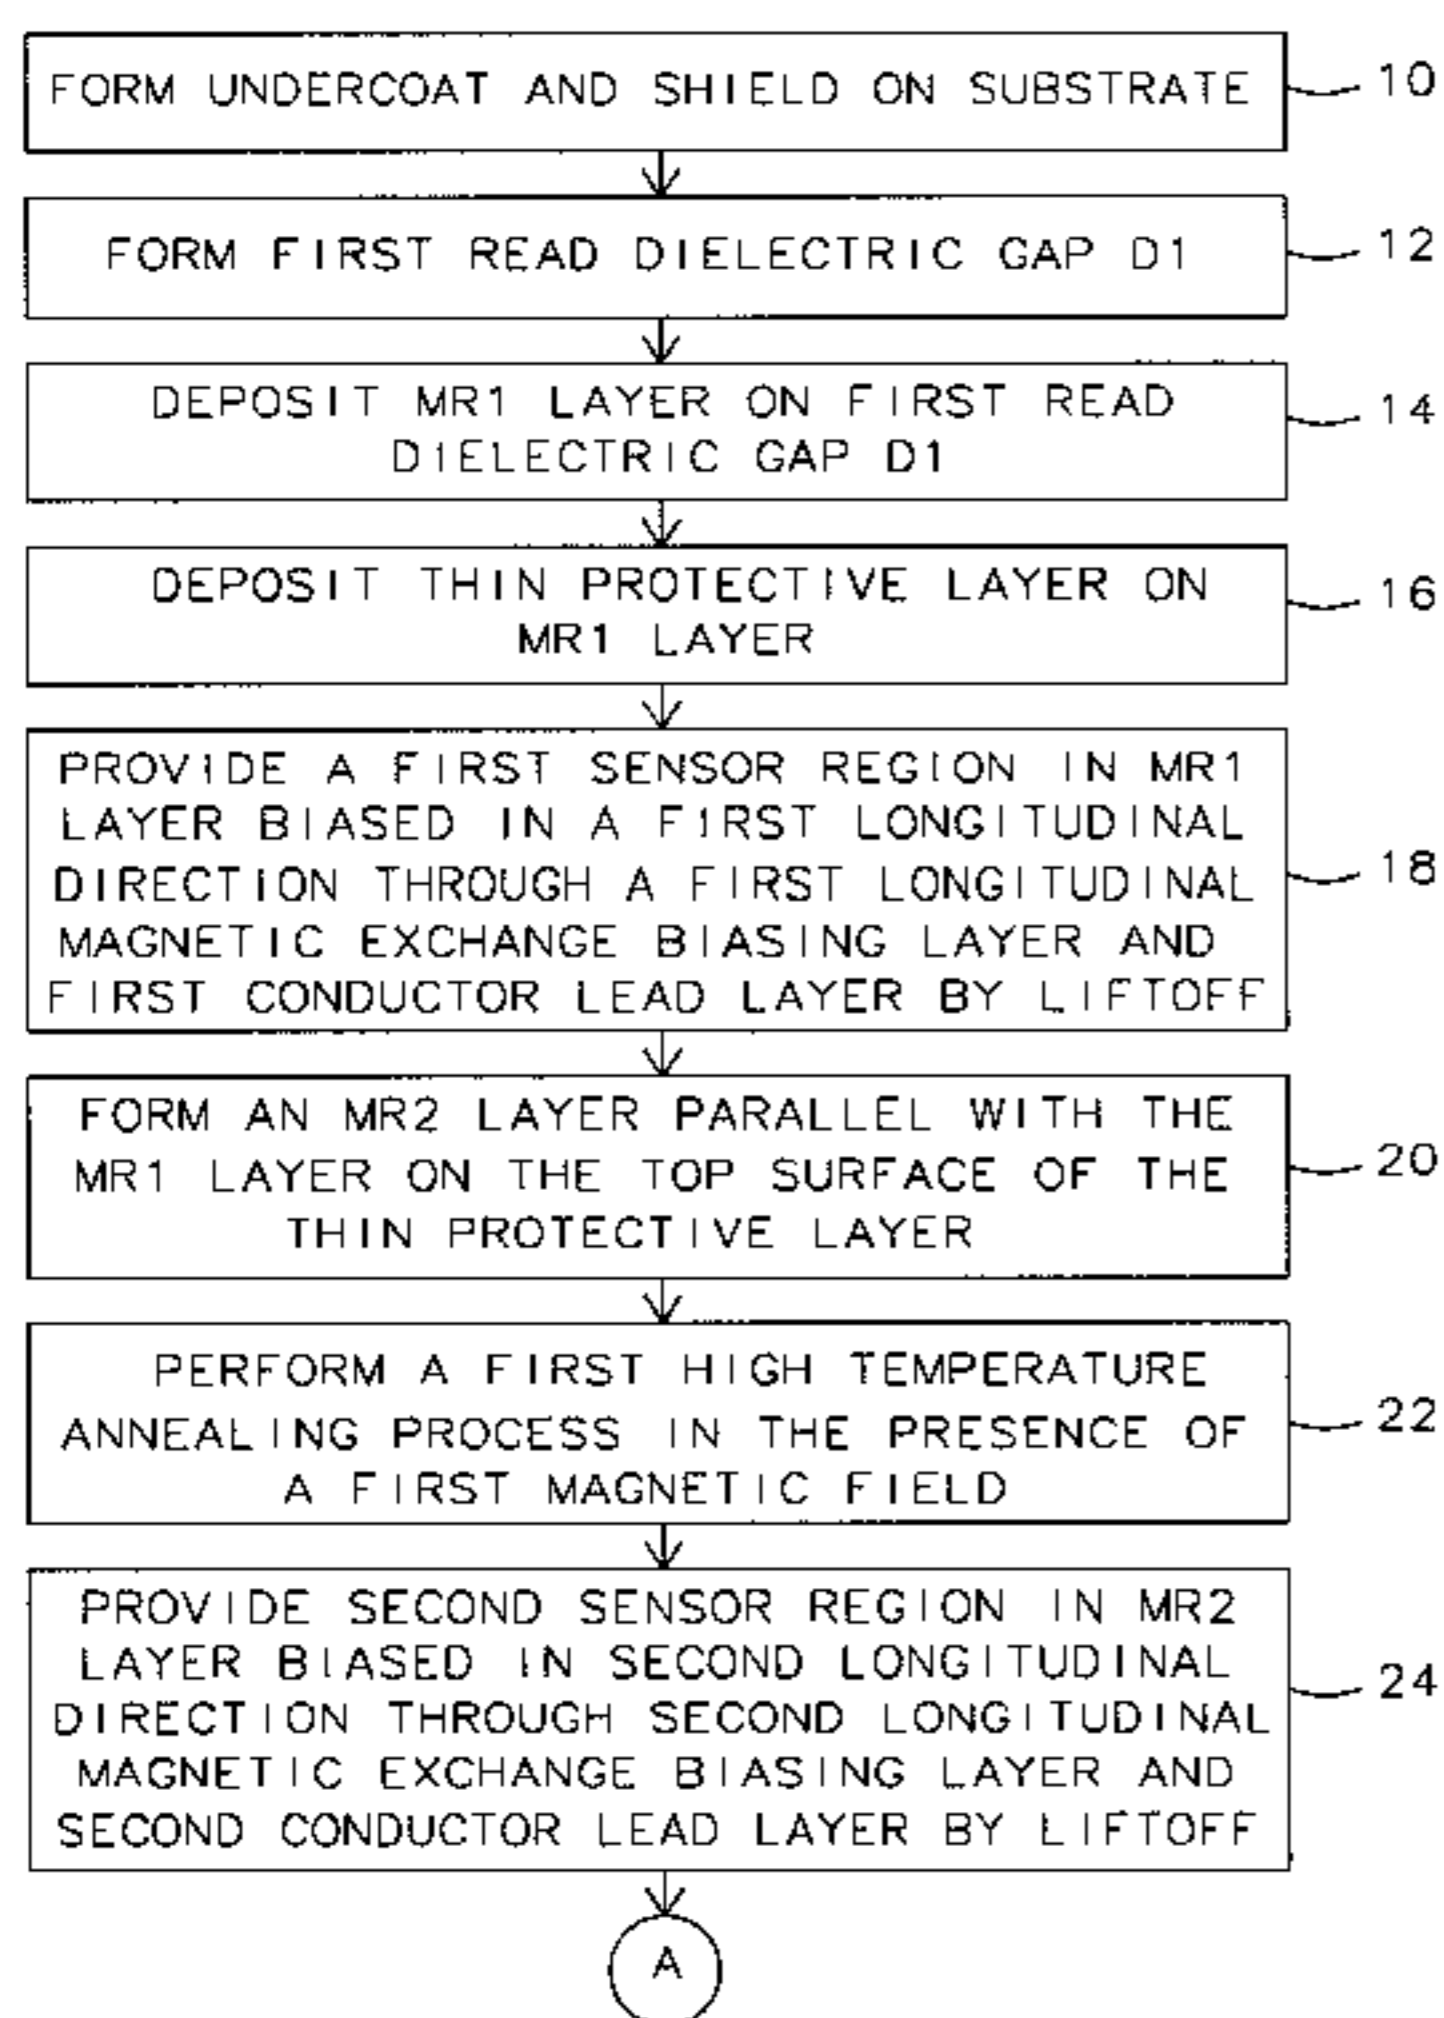 FORM UNDERCOAT AND SHIELD ON SUBSTRATE
10
FORM FIRST READ DIELECTRIC GAP D1
12
DEPOSIT MR1 LAYER ON FIRST READ
DIELECTRIC GAP D1
14
DEPOSIT THIN PROTECTIVE LAYER ON
MR1 LAYER
16
PROVIDE A FIRST SENSOR REGION IN MR1
LAYER BIASED IN A FIRST LONGITUDINAL
DIRECTION THROUGH A FIRST LONGITUDINAL
MAGNETIC EXCHANGE BIASING LAYER AND
FIRST CONDUCTOR LEAD LAYER BY LIFTOFF
18
FORM AN MR2 LAYER PARALLEL WITH THE
MR1 LAYER ON THE TOP SURFACE OF THE
THIN PROTECTIVE LAYER
20
PERFORM A FIRST HIGH TEMPERATURE
ANNEALING PROCESS IN THE PRESENCE OF
A FIRST MAGNETIC FIELD
22
PROVIDE SECOND SENSOR REGION IN MR2
LAYER BIASED IN SECOND LONGITUDINAL
DIRECTION THROUGH SECOND LONGITUDINAL
MAGNETIC EXCHANGE BIASING LAYER AND
SECOND CONDUCTOR LEAD LAYER BY LIFTOFF
24
A